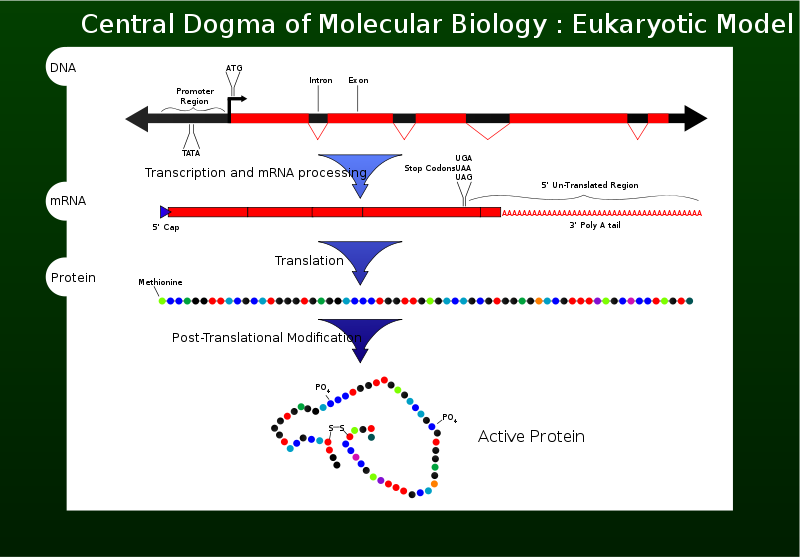 Central Dogma of Molecular Biology : Eukaryotic Model
DNA
ATG
Promoter
Region
Intron
Exon
TATA
Transcription and mRNA processing
Stop Codons
UGA
UAA
UAG
5' Un-Translated Region
mRNA
5' Cap
AAAAAAAAAAAAAAAAAAAAAAAAAAAAAAAAAAAAAAA
3' Poly A tail
Translation
Protein
Methionine
Post-Translational Modification
PO4
S—S
PO4
Active Protein